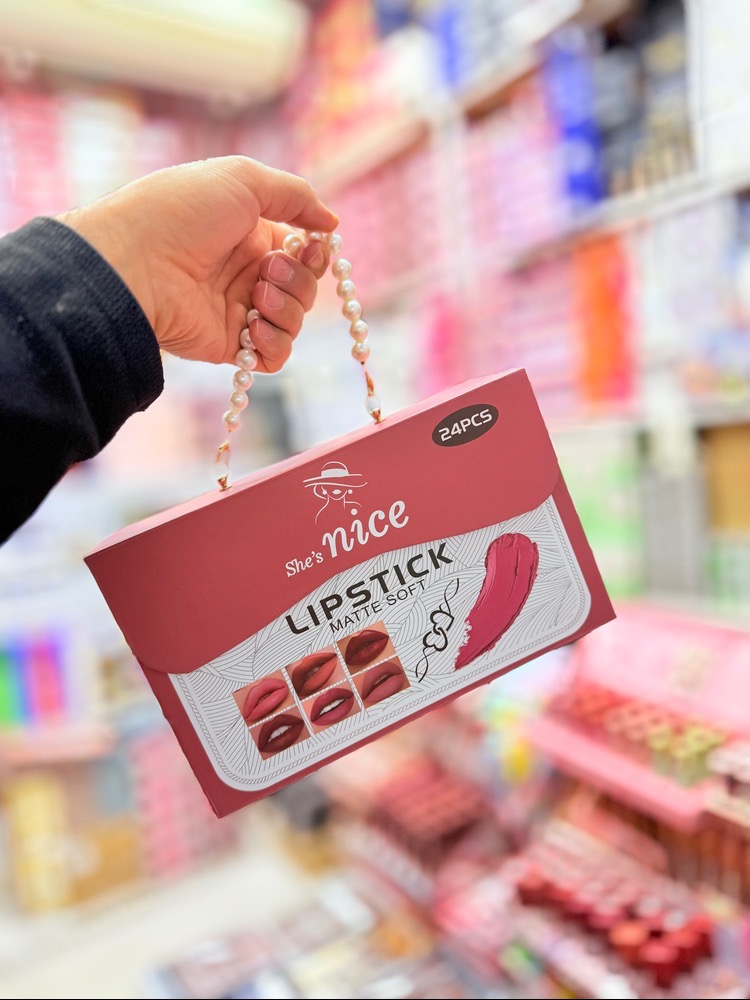 24PCS
She's nice
LIPSTICK
MATTE SOFT